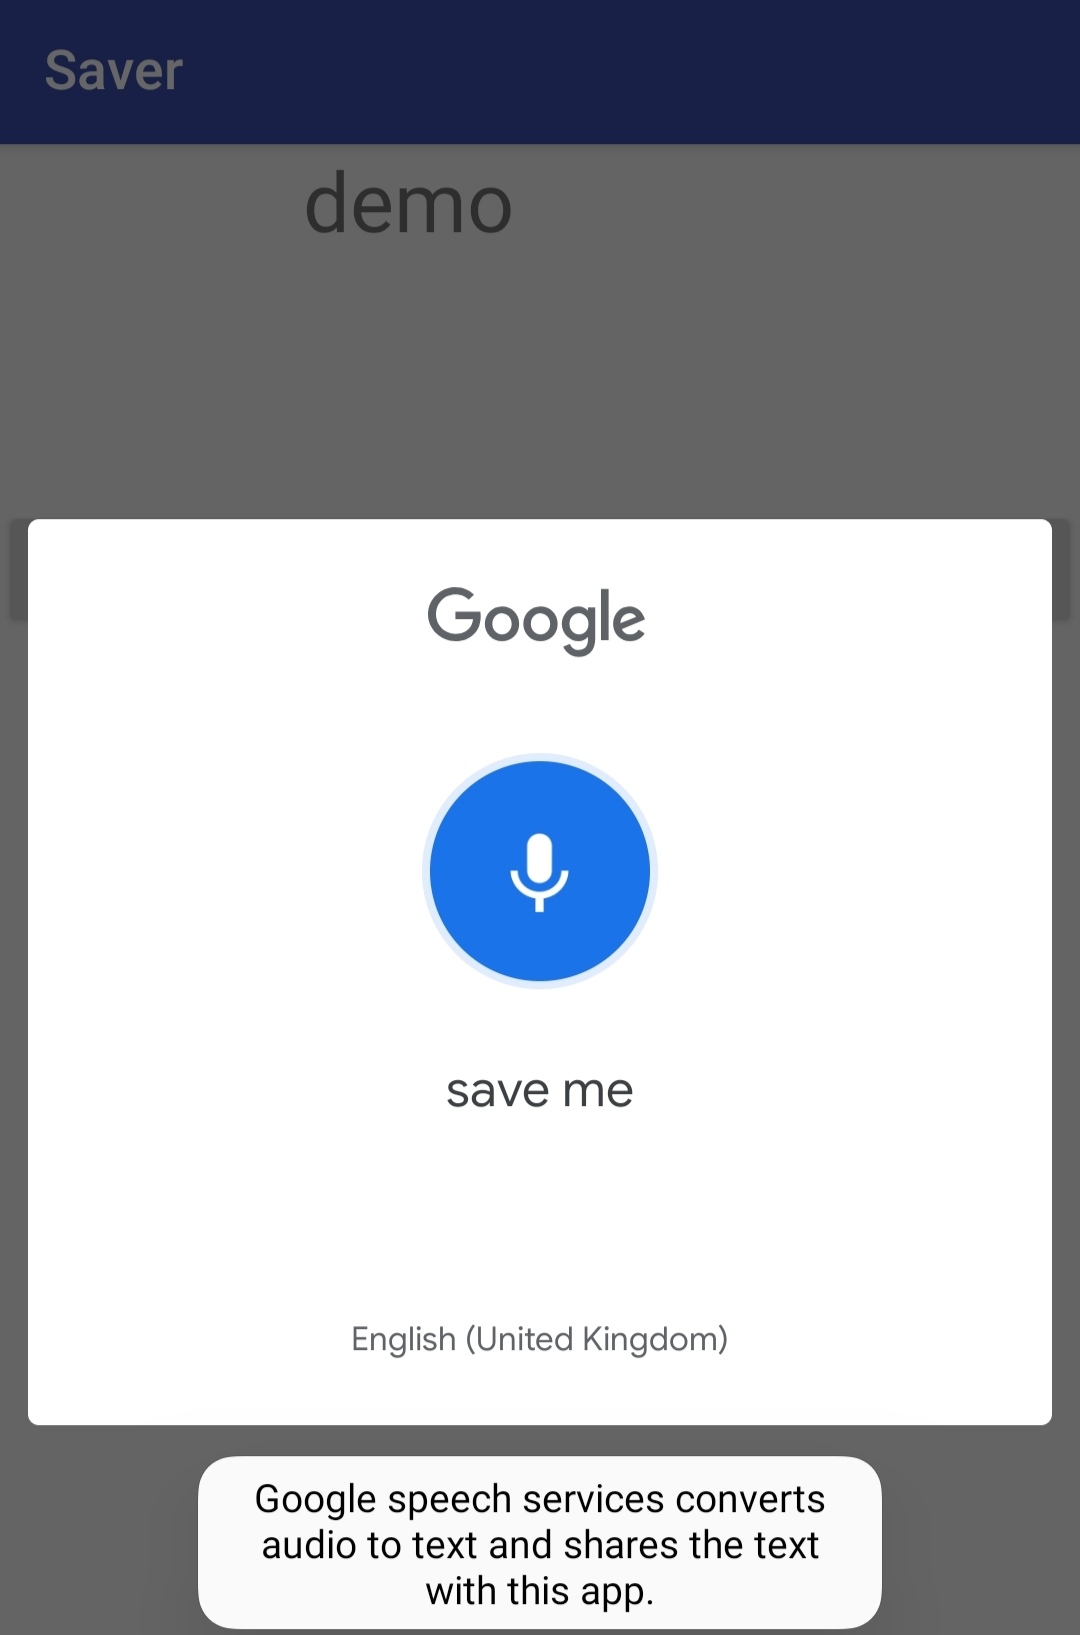 Saver
demo
Google
save me
English (United Kingdom)
Google speech services converts
audio to text and shares the text
with this app.